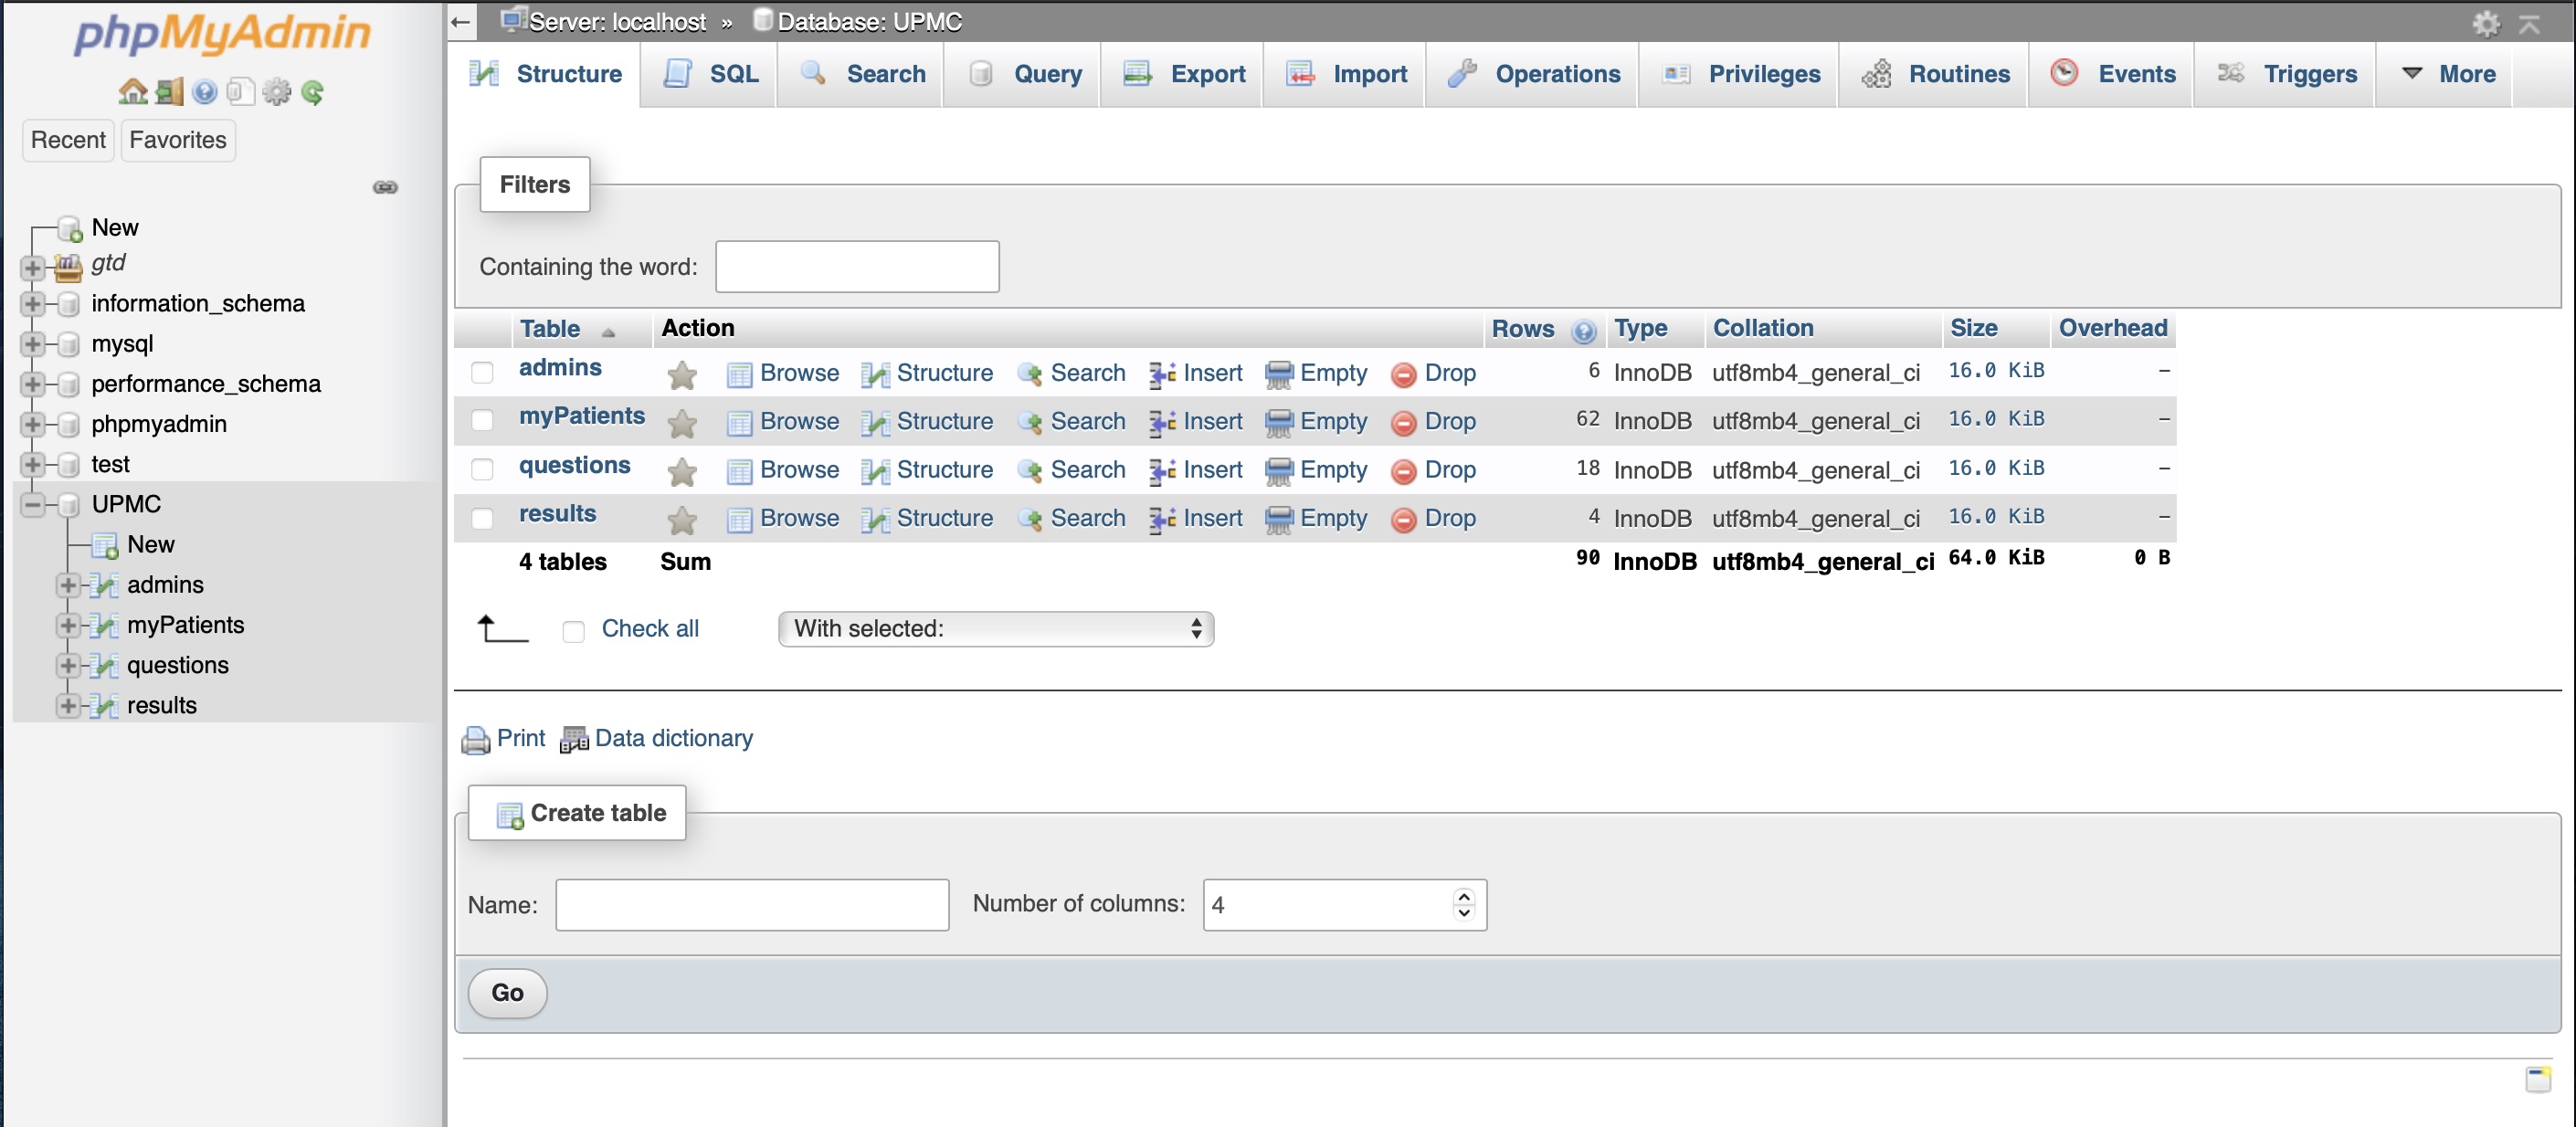 phpMyAdmin
Recent Favorites
New
gtd
information_schema
mysql
performance_schema
phpmyadmin
test
UPMC
New
admins
myPatients
questions
results
Server: localhost » Database: UPMC
Structure SQL Search Query Export Import Operations Privileges Routines Events Triggers More
Filters
Containing the word:
Table Action Rows Type Collation Size Overhead
admins Browse Structure Search Insert Empty Drop 6 InnoDB utf8mb4_general_ci 16.0 KiB –
myPatients Browse Structure Search Insert Empty Drop 62 InnoDB utf8mb4_general_ci 16.0 KiB –
questions Browse Structure Search Insert Empty Drop 18 InnoDB utf8mb4_general_ci 16.0 KiB –
results Browse Structure Search Insert Empty Drop 4 InnoDB utf8mb4_general_ci 16.0 KiB –
4 tables Sum 90 InnoDB utf8mb4_general_ci 64.0 KiB 0 B
Check all With selected:
Print Data dictionary
Create table
Name: Number of columns: 4
Go